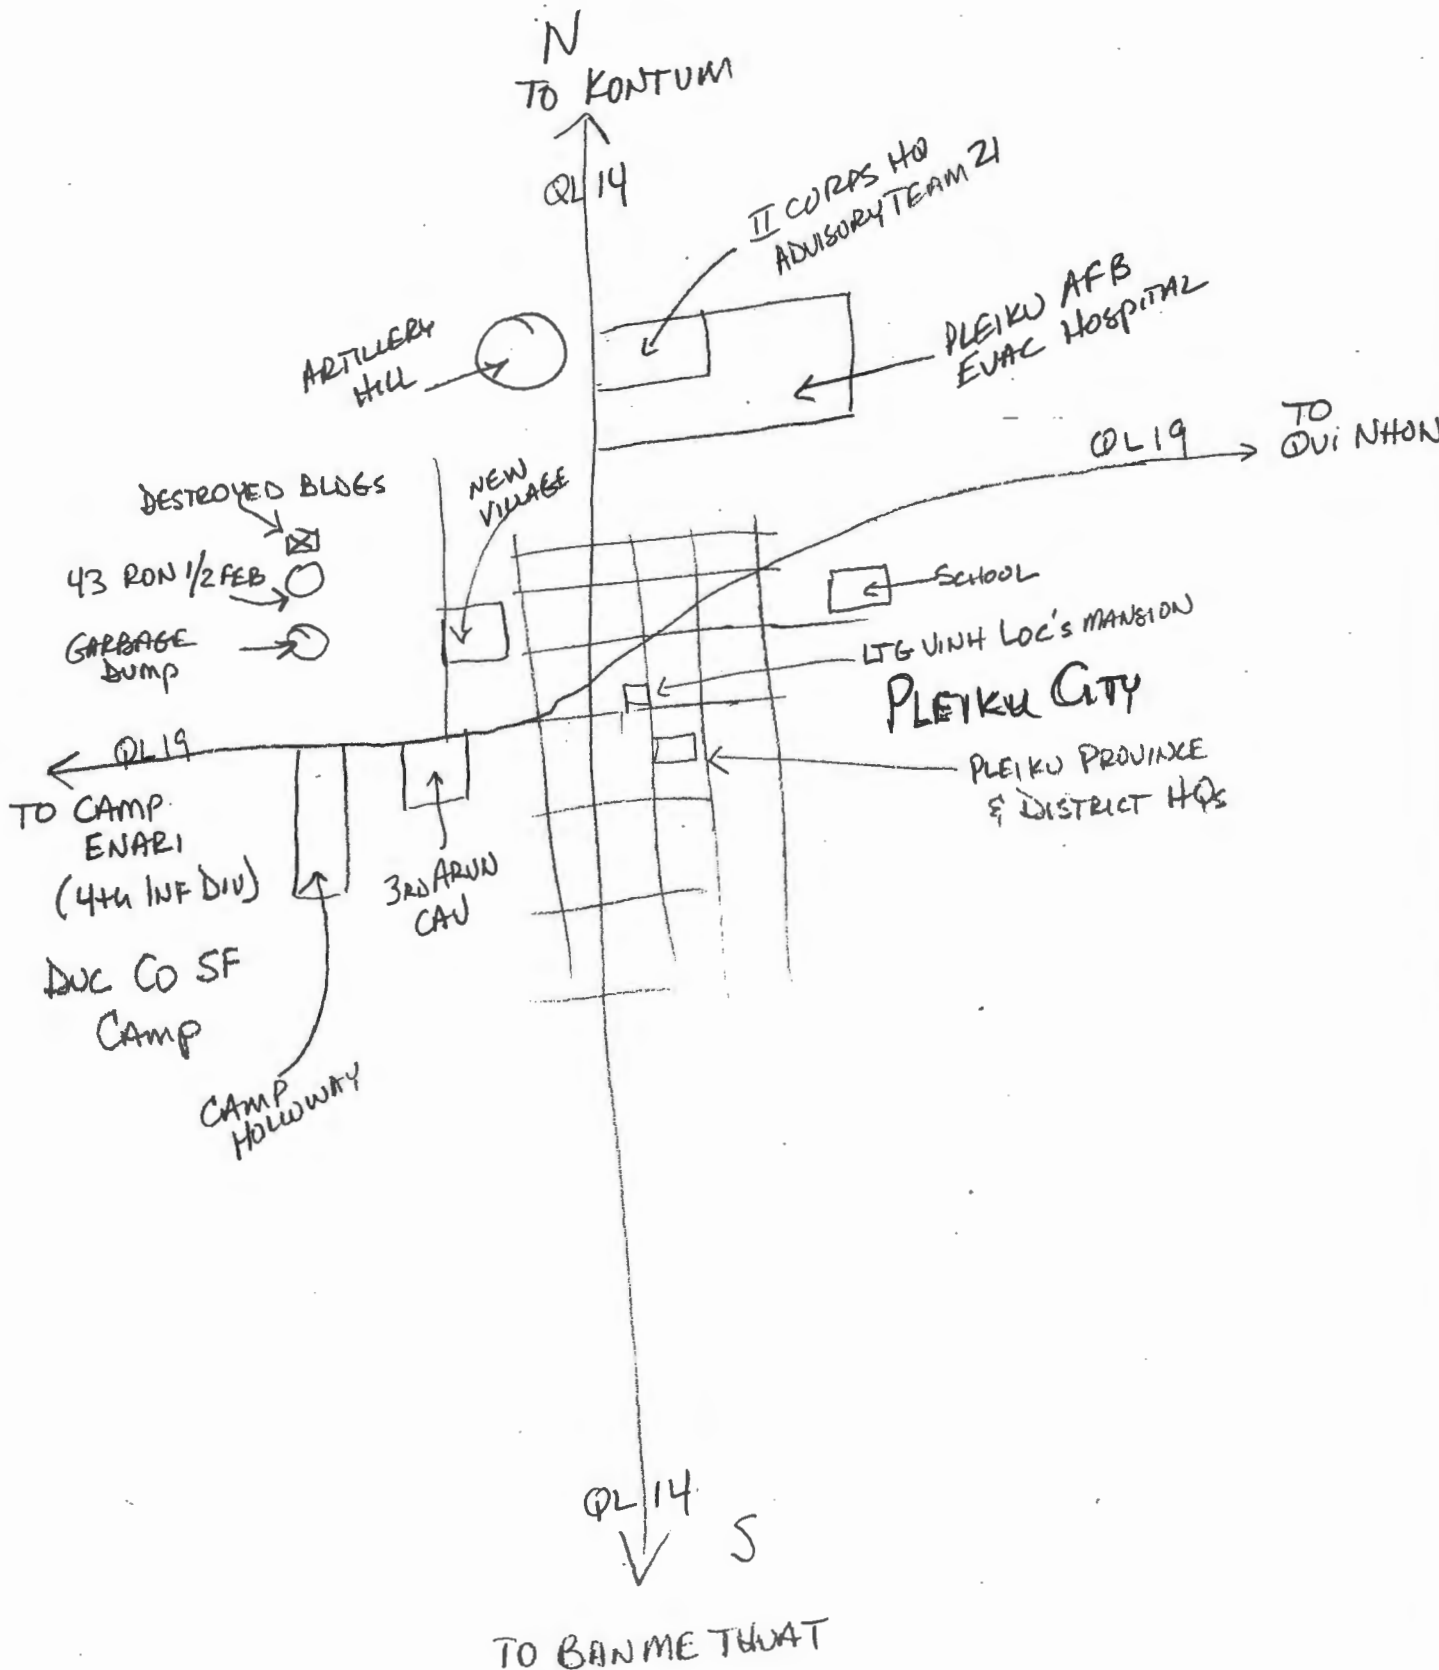 N
TO KONTUM
QL 14
II CORPS HQ
ADVISORY TEAM 21
ARTILLERY
HILL
PLEIKU AFB
EVAC HOSPITAL
QL 19
TO
QUI NHON
DESTROYED BLDGS
NEW
VILLAGE
43 RON 1/2 FEB
SCHOOL
GARBAGE
DUMP
LTG VINH LOC'S MANSION
PLEIKU CITY
QL 19
PLEIKU PROVINCE
& DISTRICT HQs
TO CAMP
ENARI
(4TH INF DIV)
3RD ARVN
CAV
DUC CO SF
CAMP
CAMP
HOLLOWAY
QL 14
S
TO BANME THUAT